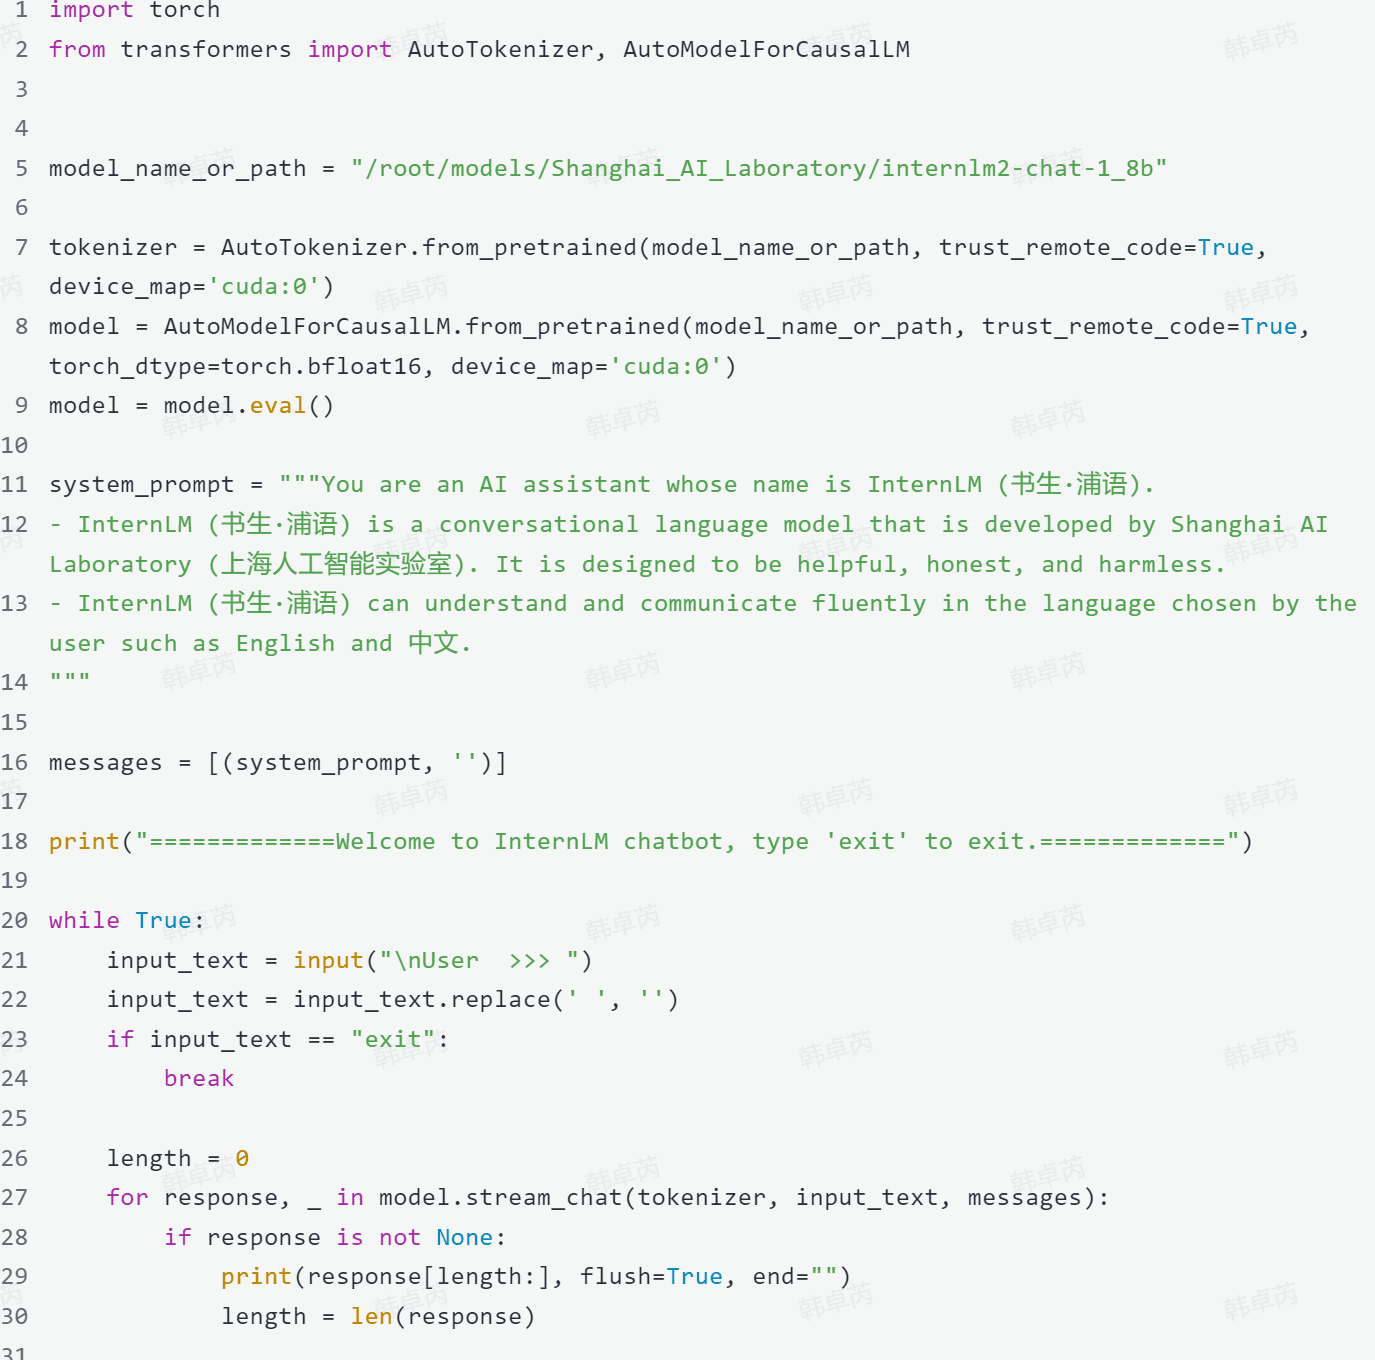 1 import torch
2 from transformers import AutoTokenizer, AutoModelForCausalLM
3
4
5 model_name_or_path = "/root/models/Shanghai_AI_Laboratory/internlm2-chat-1_8b"
6
7 tokenizer = AutoTokenizer.from_pretrained(model_name_or_path, trust_remote_code=True,
device_map='cuda:0')
8 model = AutoModelForCausalLM.from_pretrained(model_name_or_path, trust_remote_code=True,
torch_dtype=torch.bfloat16, device_map='cuda:0')
9 model = model.eval()
10
11 system_prompt = """You are an AI assistant whose name is InternLM (书生·浦语).
12 - InternLM (书生·浦语) is a conversational language model that is developed by Shanghai AI
Laboratory (上海人工智能实验室). It is designed to be helpful, honest, and harmless.
13 - InternLM (书生·浦语) can understand and communicate fluently in the language chosen by the
user such as English and 中文.
14 """
15
16 messages = [(system_prompt, '')]
17
18 print("=============Welcome to InternLM chatbot, type 'exit' to exit.=============")
19
20 while True:
21     input_text = input("\nUser  >>> ")
22     input_text = input_text.replace(' ', '')
23     if input_text == "exit":
24         break
25
26     length = 0
27     for response, _ in model.stream_chat(tokenizer, input_text, messages):
28         if response is not None:
29             print(response[length:], flush=True, end="")
30             length = len(response)
31
韩卓芮